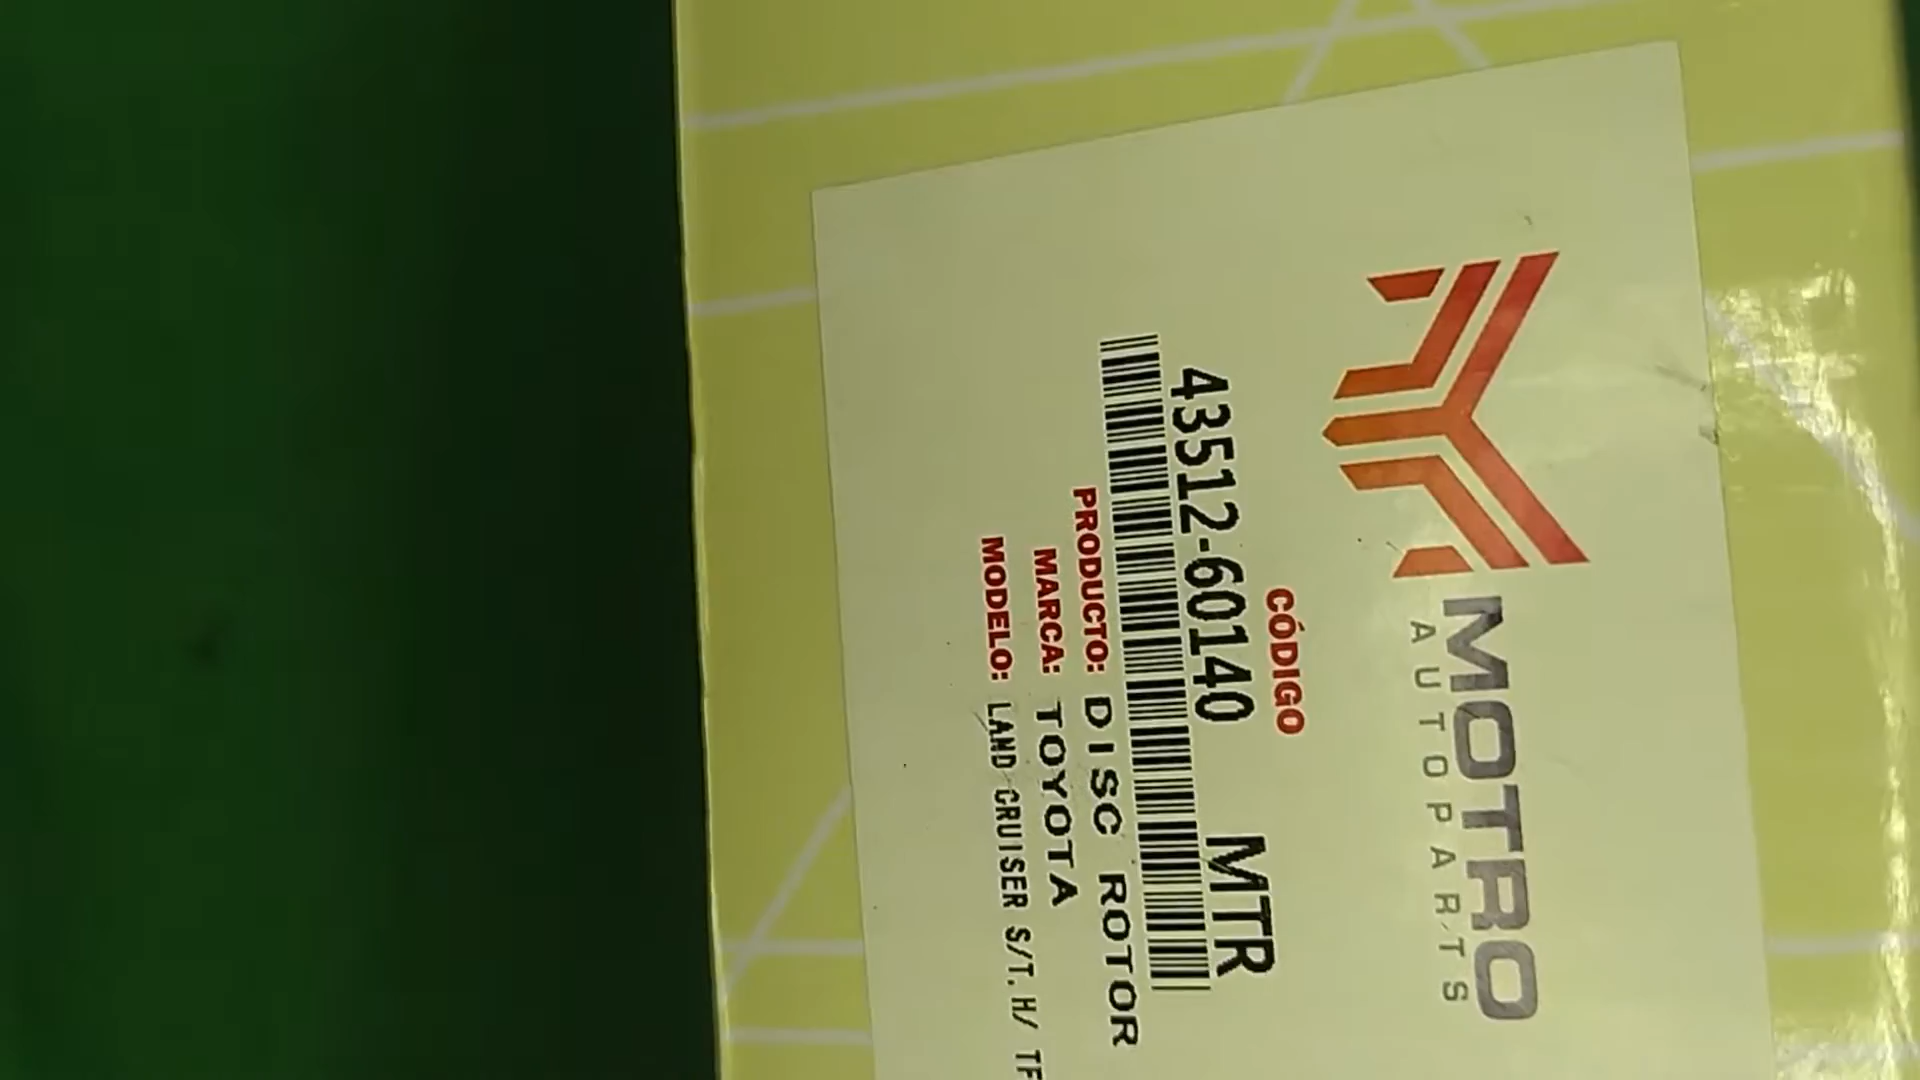 MOTRO
AUTOPARTS
CÓDIGO
43512-60140 MTR
PRODUCTO: DISC ROTOR
MARCA: TOYOTA
MODELO: LAND CRUISER S/T. H/